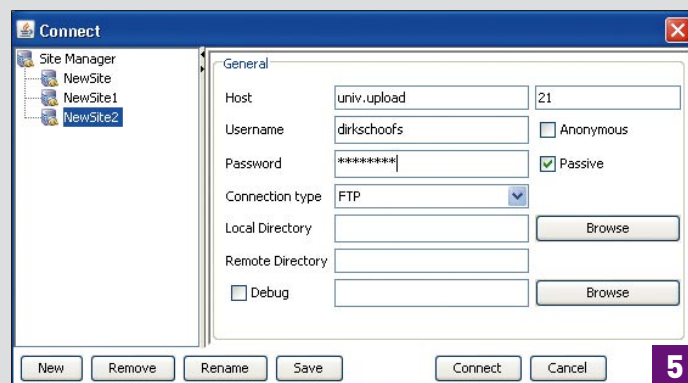 Connect
Site Manager
NewSite
NewSite1
NewSite2
General
Host univ.upload 21
Username dirkschoofs Anonymous
Password ******** Passive
Connection type FTP
Local Directory Browse
Remote Directory
Debug Browse
New Remove Rename Save Connect Cancel
5